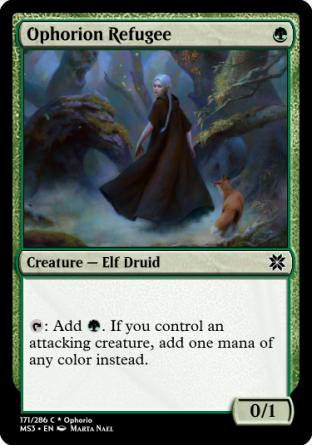 Ophorion Refugee
Creature — Elf Druid
: Add . If you control an
attacking creature, add one mana of
any color instead.
0/1
171/286 C * Ophorio
MS3 • EN Marta Nael